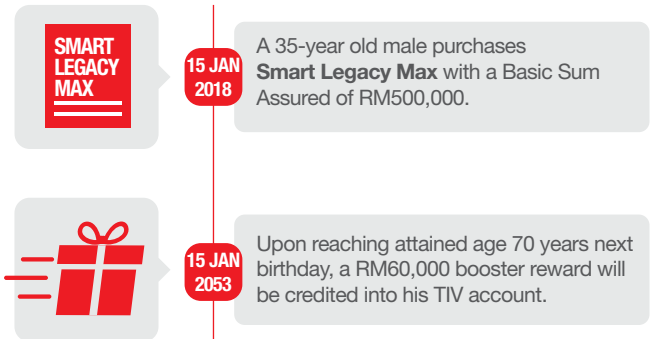 SMART
LEGACY
MAX
15 JAN
2018
A 35-year old male purchases
Smart Legacy Max with a Basic Sum
Assured of RM500,000.
15 JAN
2053
Upon reaching attained age 70 years next
birthday, a RM60,000 booster reward will
be credited into his TIV account.